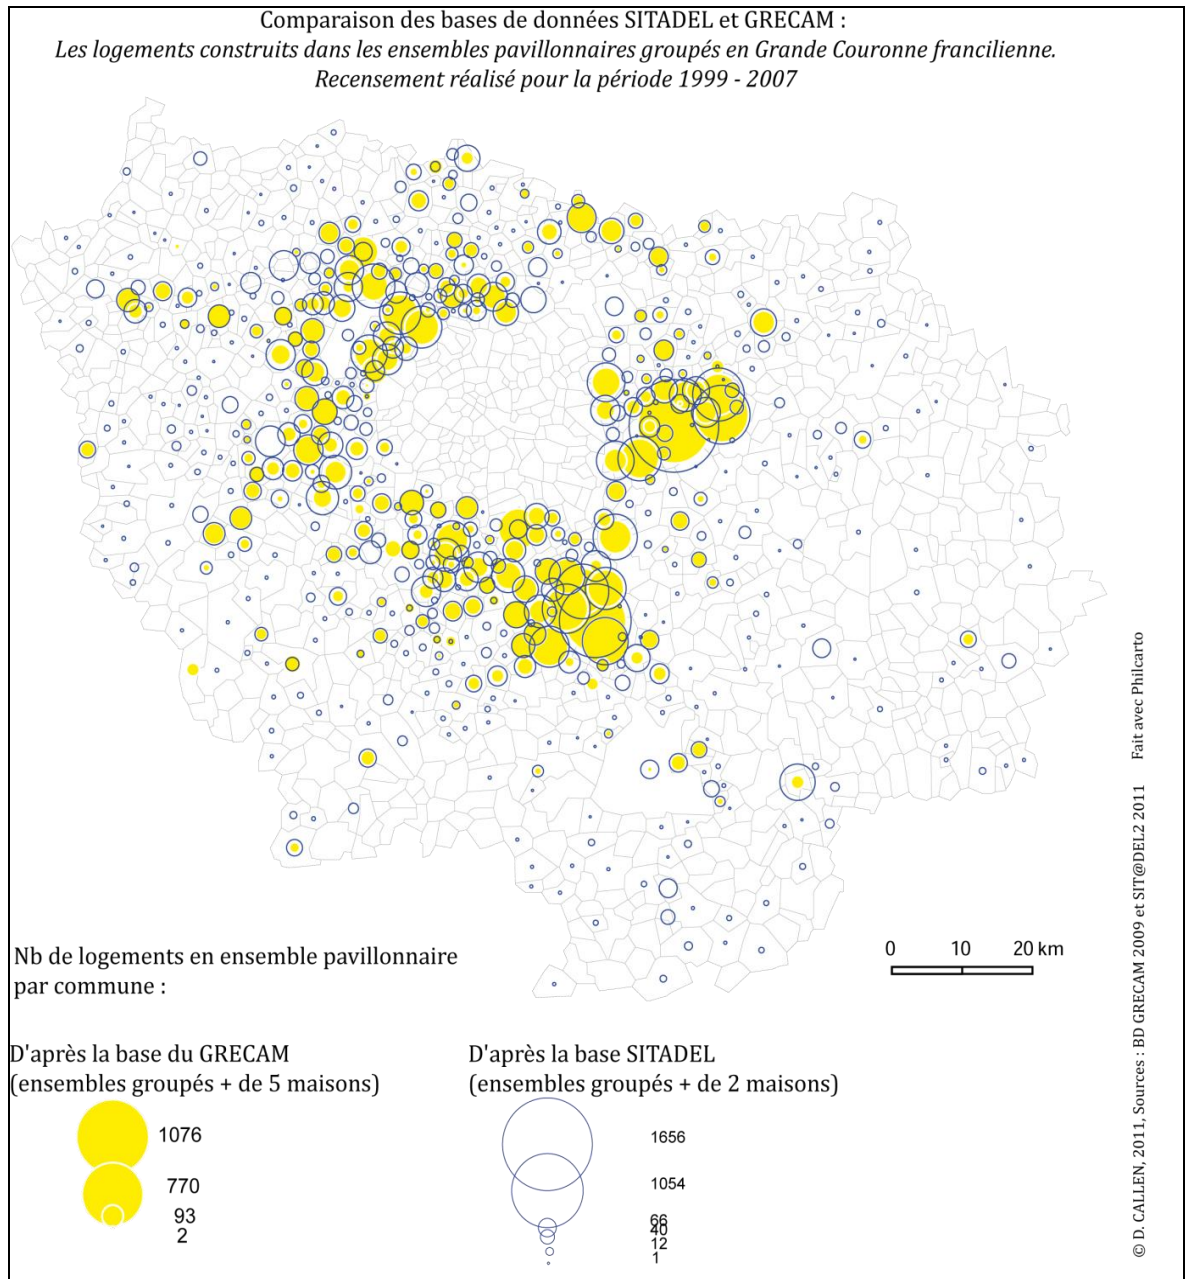 Comparaison des bases de données SITADEL et GRECAM :
Les logements construits dans les ensembles pavillonnaires groupés en Grande Couronne francilienne.
Recensement réalisé pour la période 1999 - 2007
© D. CALLEN, 2011, Sources : BD GRECAM 2009 et SIT@DEL2 2011 Fait avec Philcarto
0 10 20 km
Nb de logements en ensemble pavillonnaire
par commune :
D'après la base du GRECAM
(ensembles groupés + de 5 maisons)
1076
770
93
2
D'après la base SITADEL
(ensembles groupés + de 2 maisons)
1656
1054
66
40
12
1